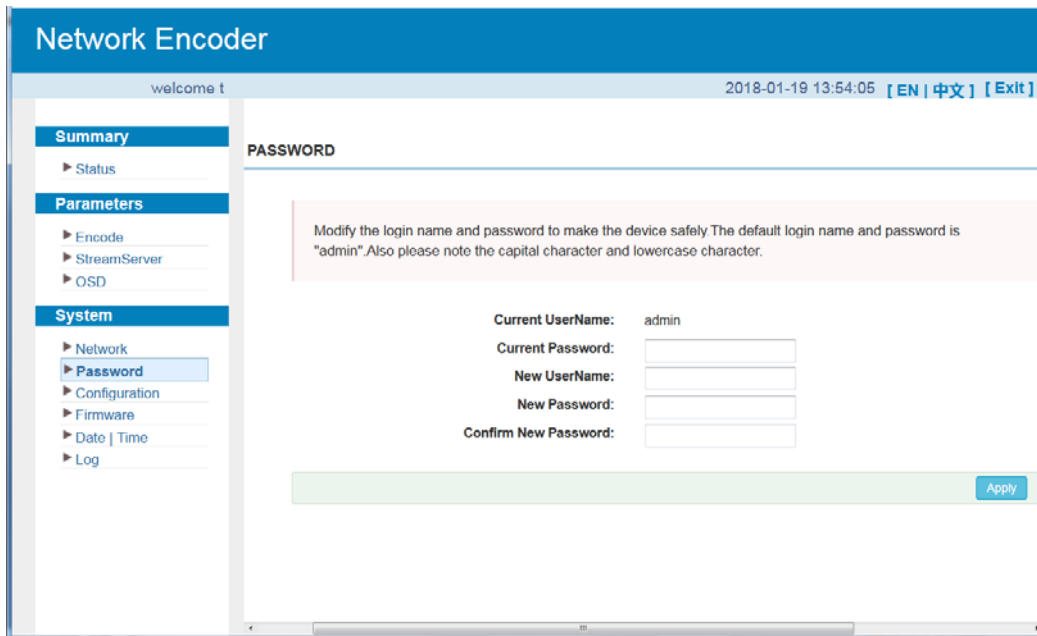 Network Encoder
welcome t
2018-01-19 13:54:05 [ EN | 中文 ] [ Exit ]
Summary
Status
Parameters
Encode
StreamServer
OSD
System
Network
Password
Configuration
Firmware
Date | Time
Log
PASSWORD
Modify the login name and password to make the device safely.The default login name and password is
"admin".Also please note the capital character and lowercase character.
Current UserName: admin
Current Password:
New UserName:
New Password:
Confirm New Password:
Apply